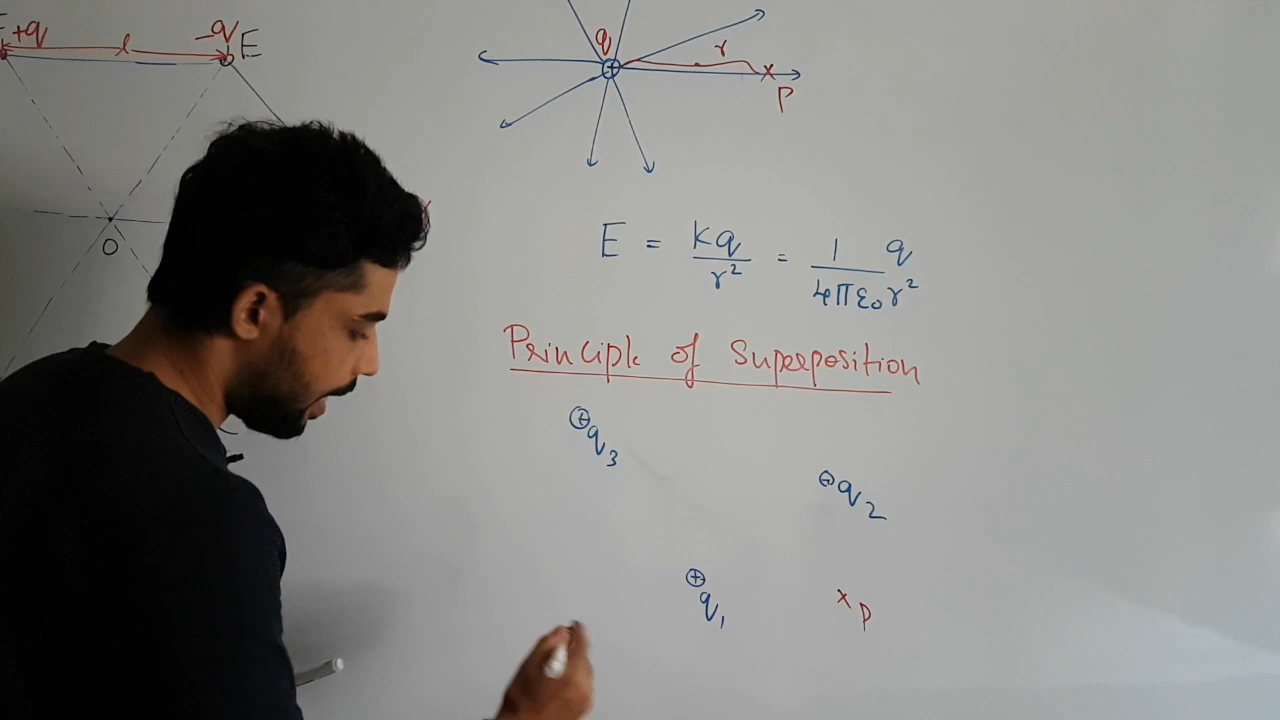 +q l -q E
q r
P
O
E = kq/r² = 1/4πε₀ q/r²
Principle of Superposition
⊕q₃
⊖q₂
⊕q₁
x P